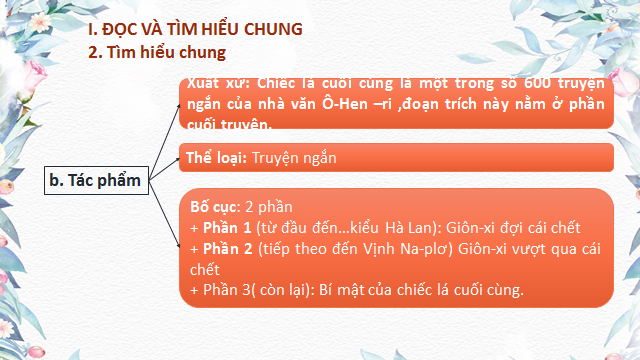 I. ĐỌC VÀ TÌM HIỂU CHUNG
2. Tìm hiểu chung
Xuất xứ: Chiếc lá cuối cùng là một trong số 600 truyện
ngắn của nhà văn Ô-Hen –ri ,đoạn trích này nằm ở phần
cuối truyện.
Thể loại: Truyện ngắn
b. Tác phẩm
Bố cục: 2 phần
+ Phần 1 (từ đầu đến...kiểu Hà Lan): Giôn-xi đợi cái chết
+ Phần 2 (tiếp theo đến Vịnh Na-plơ) Giôn-xi vượt qua cái
chết
+ Phần 3( còn lại): Bí mật của chiếc lá cuối cùng.